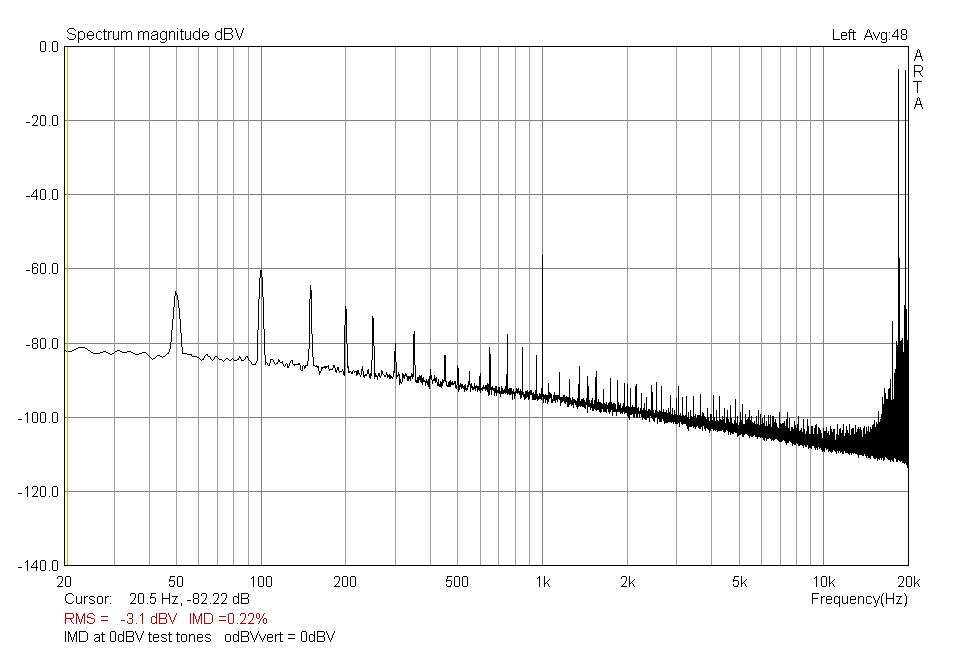 Spectrum magnitude dBV
Left Avg:48
0.0
A
R
T
A
-20.0
-40.0
-60.0
-80.0
-100.0
-120.0
-140.0
20 50 100 200 500 1k 2k 5k 10k 20k
Cursor: 20.5 Hz, -82.22 dB
Frequency(Hz)
RMS = -3.1 dBV IMD =0.22%
IMD at 0dBV test tones odBVvert = 0dBV